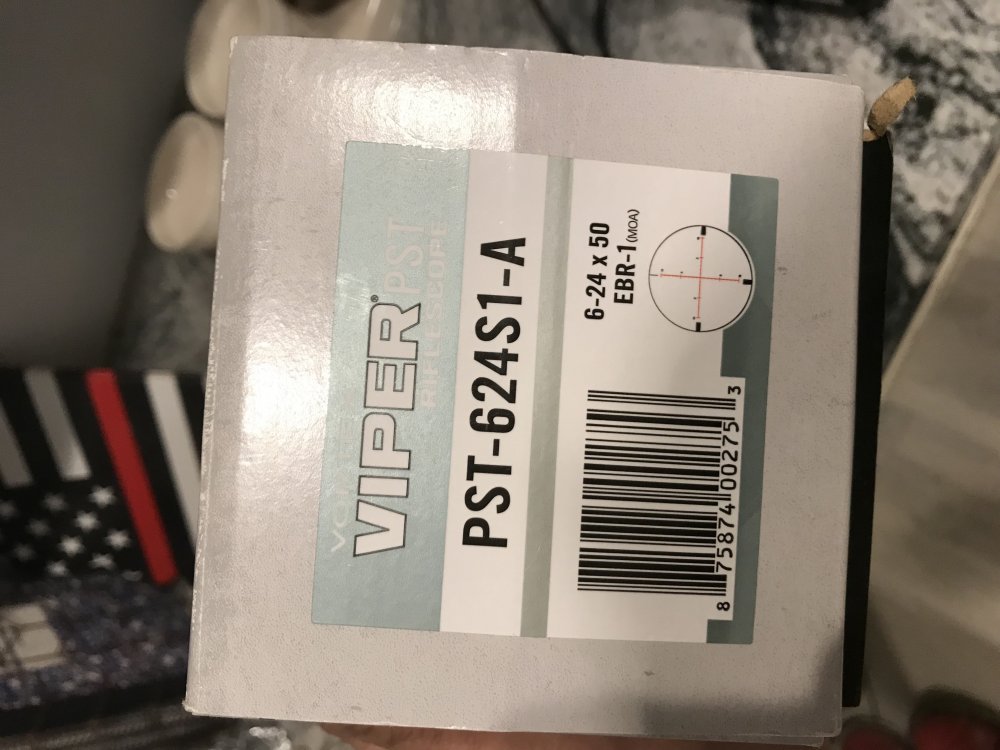 VORTEX
VIPER® PST
RIFLESCOPE
PST-624S1-A
6-24 x 50
EBR-1 (MOA)
8 75874 00275 3